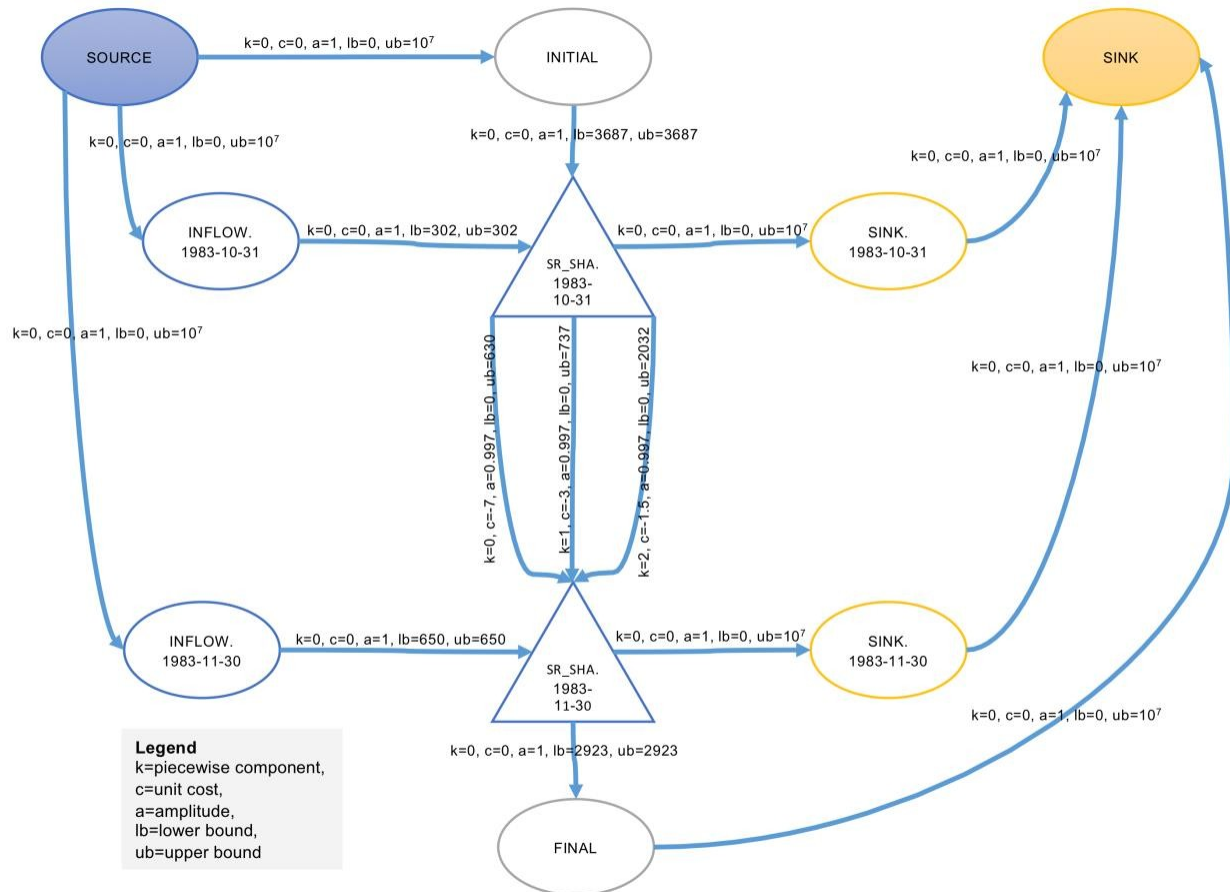 SOURCE
k=0, c=0, a=1, lb=0, ub=10⁷
INITIAL
SINK
k=0, c=0, a=1, lb=0, ub=10⁷
k=0, c=0, a=1, lb=3687, ub=3687
k=0, c=0, a=1, lb=0, ub=10⁷
INFLOW.
1983-10-31
k=0, c=0, a=1, lb=302, ub=302
SR_SHA.
1983-
10-31
k=0, c=0, a=1, lb=0, ub=10⁷
SINK.
1983-10-31
k=0, c=0, a=1, lb=0, ub=10⁷
k=0, c=-7, a=0.997, lb=0, ub=630
k=1, c=-3, a=0.997, lb=0, ub=737
k=2, c=-1.5, a=0.997, lb=0, ub=2032
k=0, c=0, a=1, lb=0, ub=10⁷
INFLOW.
1983-11-30
k=0, c=0, a=1, lb=650, ub=650
SR_SHA.
1983-
11-30
k=0, c=0, a=1, lb=0, ub=10⁷
SINK.
1983-11-30
k=0, c=0, a=1, lb=0, ub=10⁷
k=0, c=0, a=1, lb=2923, ub=2923
FINAL
Legend
k=piecewise component,
c=unit cost,
a=amplitude,
lb=lower bound,
ub=upper bound